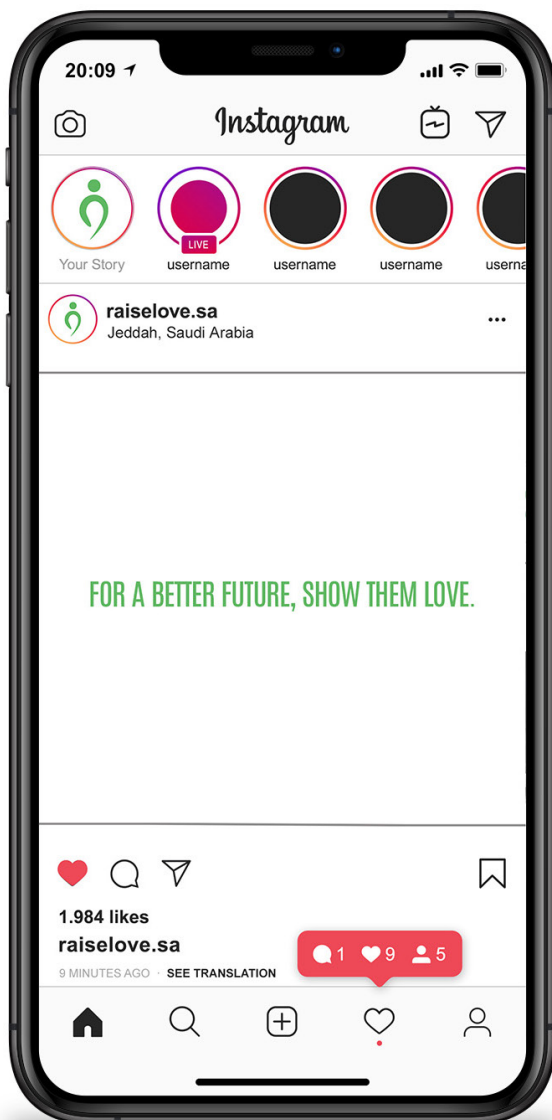 20:09
Instagram
LIVE
Your Story
username
username
username
userna
raiselove.sa
Jeddah, Saudi Arabia
FOR A BETTER FUTURE, SHOW THEM LOVE.
1.984 likes
raiselove.sa
1 9 5
9 MINUTES AGO · SEE TRANSLATION